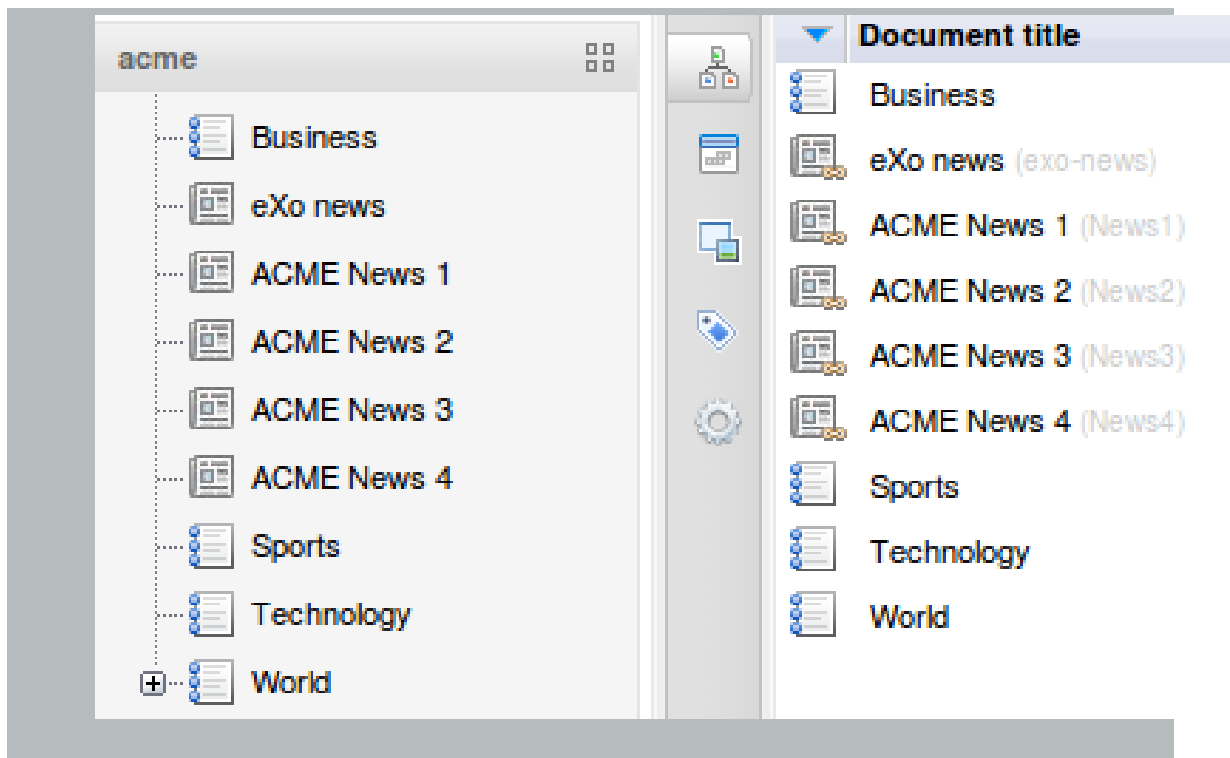 acme
Business
eXo news
ACME News 1
ACME News 2
ACME News 3
ACME News 4
Sports
Technology
World
Document title
Business
eXo news (exo-news)
ACME News 1 (News1)
ACME News 2 (News2)
ACME News 3 (News3)
ACME News 4 (News4)
Sports
Technology
World